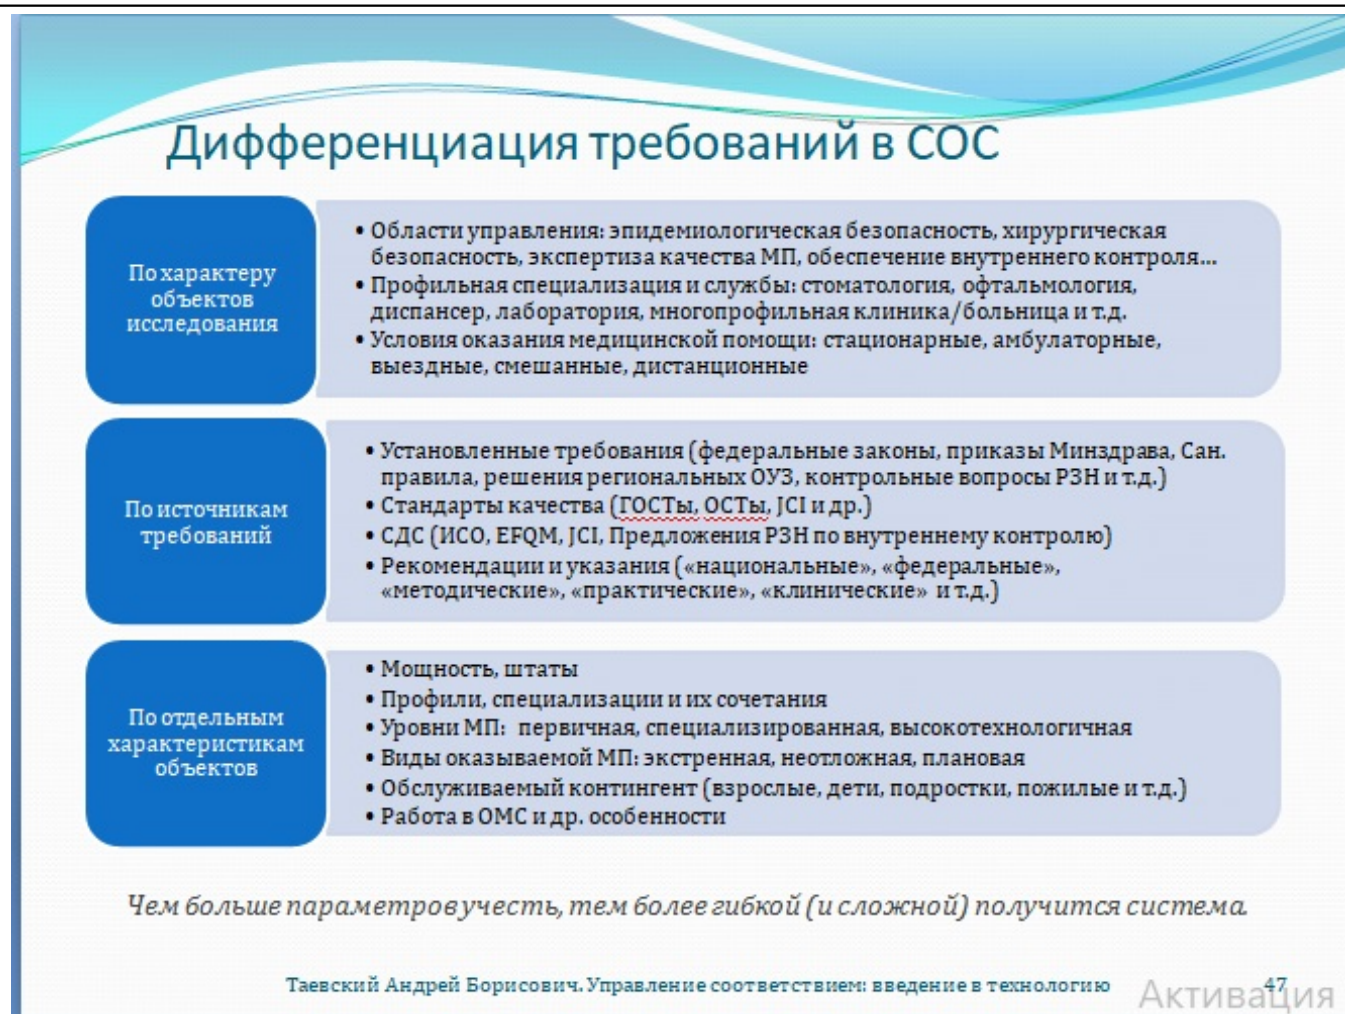 Дифференциация требований в СОС
По характеру
объектов
исследования
• Области управления: эпидемиологическая безопасность, хирургическая
безопасность, экспертиза качества МП, обеспечение внутреннего контроля...
• Профильная специализация и службы: стоматология, офтальмология,
диспансер, лаборатория, многопрофильная клиника/больница и т.д.
• Условия оказания медицинской помощи: стационарные, амбулаторные,
выездные, смешанные, дистанционные
По источникам
требований
• Установленные требования (федеральные законы, приказы Минздрава, Сан.
правила, решения региональных ОУЗ, контрольные вопросы РЗН и т.д.)
• Стандарты качества (ГОСТы, ОСТы, JCI и др.)
• СДС (ИСО, EFQM, JCI, Предложения РЗН по внутреннему контролю)
• Рекомендации и указания («национальные», «федеральные»,
«методические», «практические», «клинические» и т.д.)
По отдельным
характеристикам
объектов
• Мощность, штаты
• Профили, специализации и их сочетания
• Уровни МП: первичная, специализированная, высокотехнологичная
• Виды оказываемой МП: экстренная, неотложная, плановая
• Обслуживаемый контингент (взрослые, дети, подростки, пожилые и т.д.)
• Работа в ОМС и др. особенности
Чем больше параметров учесть, тем более гибкой (и сложной) получится система.
Таевский Андрей Борисович. Управление соответствием: введение в технологию
47
Активация